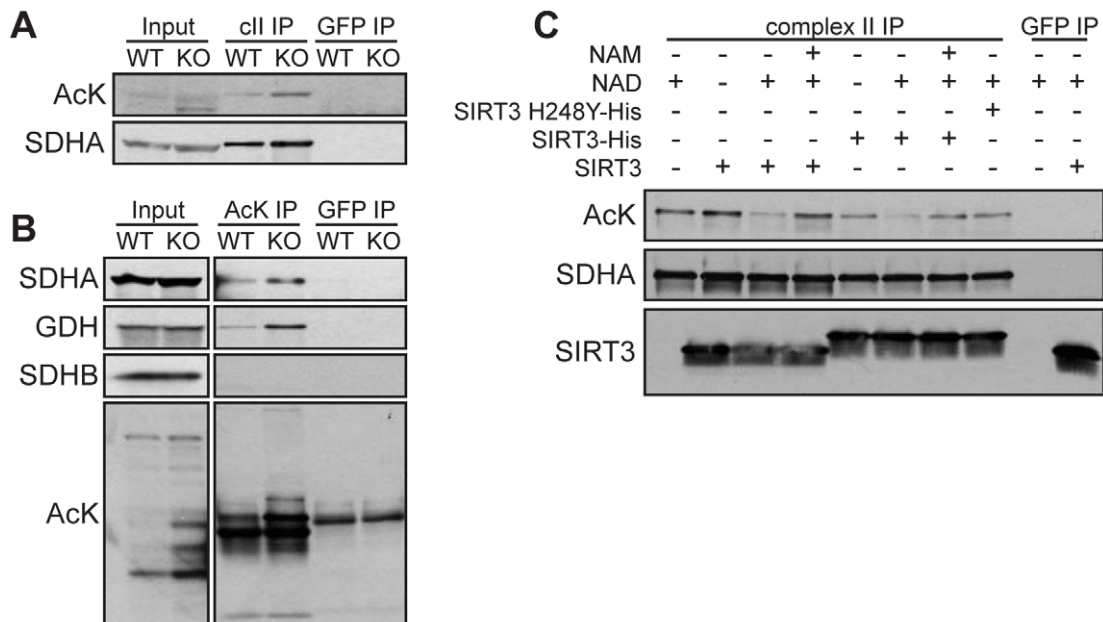 A
Input cII IP GFP IP
WT KO WT KO WT KO
AcK
SDHA
B
Input AcK IP GFP IP
WT KO WT KO WT KO
SDHA
GDH
SDHB
AcK
C
complex II IP GFP IP
NAM - - - + - - + - - -
NAD + - + + - + + + + +
SIRT3 H248Y-His - - - - - - - + - -
SIRT3-His - - - - + + + - - -
SIRT3 - + + + - - - - - +
AcK
SDHA
SIRT3